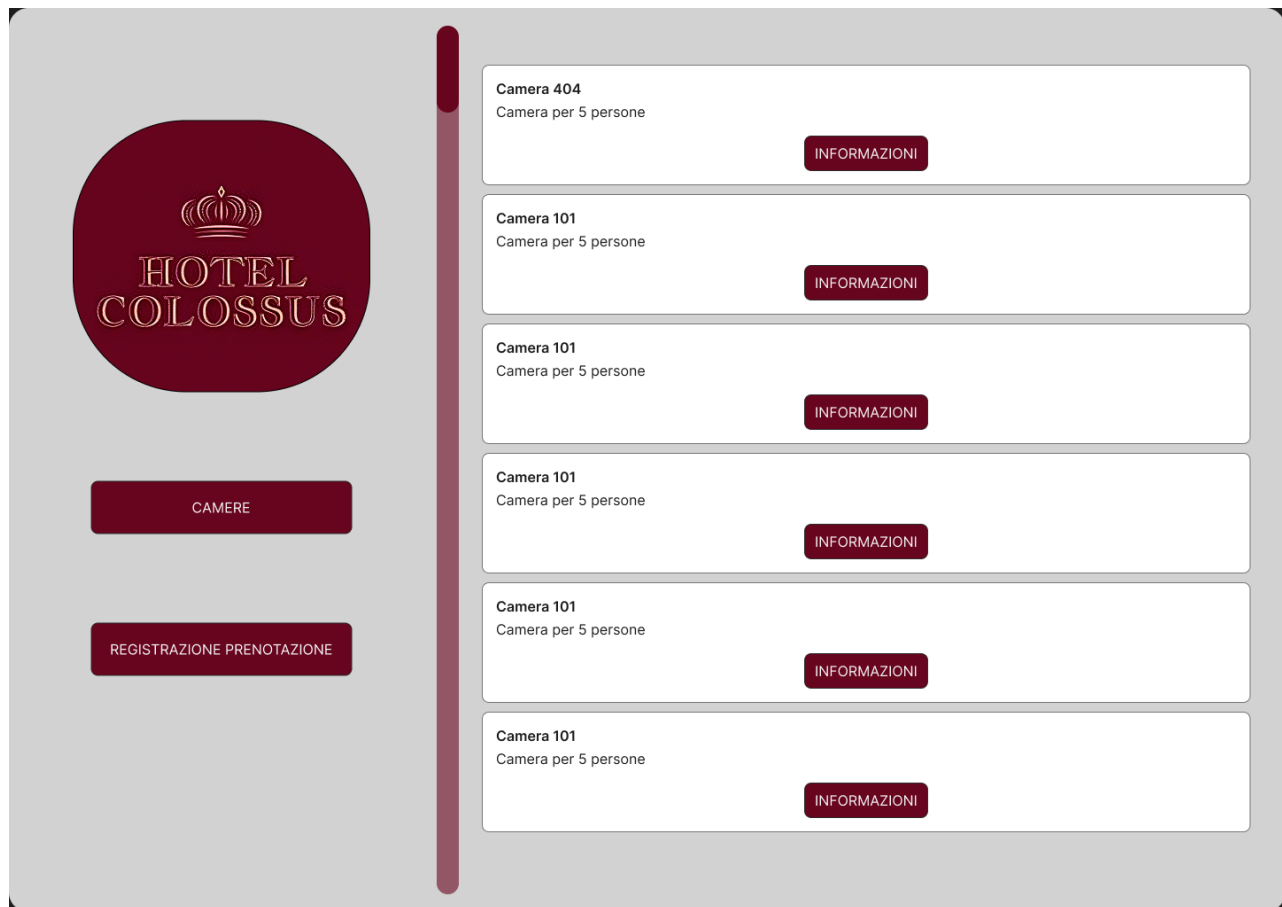 HOTEL
COLOSSUS
CAMERE
REGISTRAZIONE PRENOTAZIONE
Camera 404
Camera per 5 persone
INFORMAZIONI
Camera 101
Camera per 5 persone
INFORMAZIONI
Camera 101
Camera per 5 persone
INFORMAZIONI
Camera 101
Camera per 5 persone
INFORMAZIONI
Camera 101
Camera per 5 persone
INFORMAZIONI
Camera 101
Camera per 5 persone
INFORMAZIONI